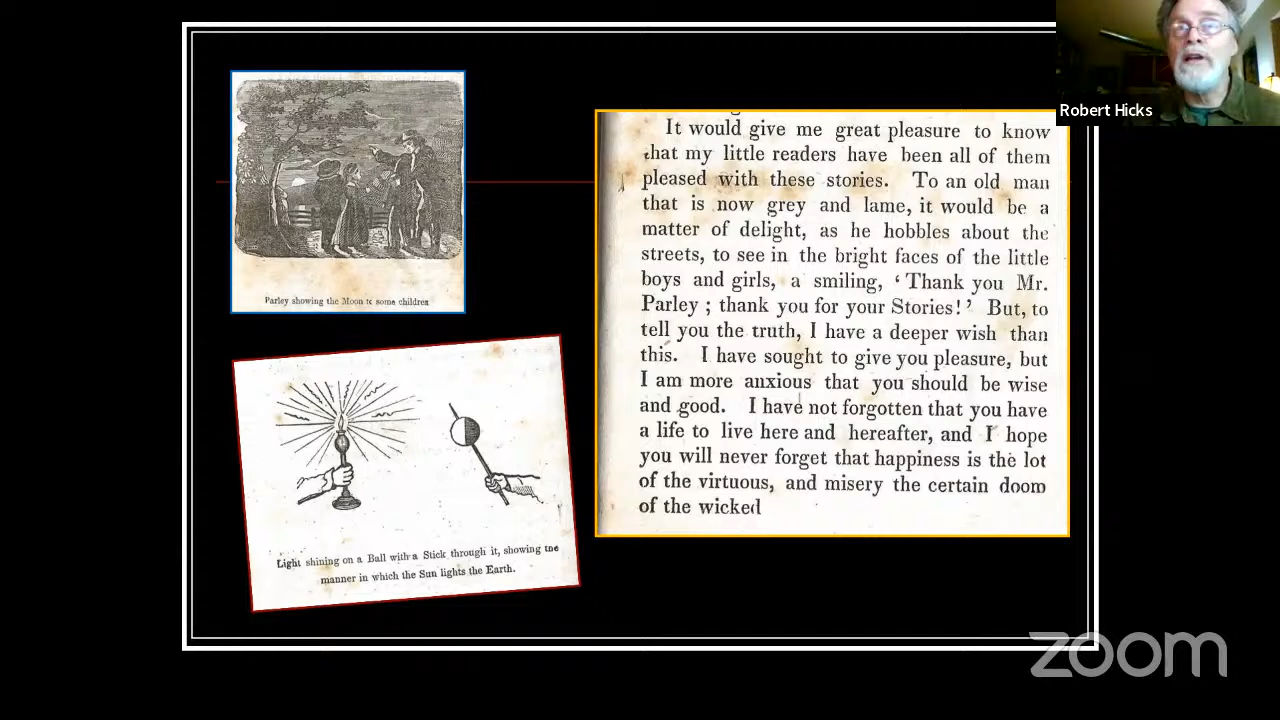 Robert Hicks
Parley showing the Moon to some children
Light shining on a Ball with a Stick through it, showing the
manner in which the Sun lights the Earth.
It would give me great pleasure to know
that my little readers have been all of them
pleased with these stories. To an old man
that is now grey and lame, it would be a
matter of delight, as he hobbles about the
streets, to see in the bright faces of the little
boys and girls, a smiling, ‘Thank you Mr.
Parley ; thank you for your Stories!’ But, to
tell you the truth, I have a deeper wish than
this. I have sought to give you pleasure, but
I am more anxious that you should be wise
and good. I have not forgotten that you have
a life to live here and hereafter, and I hope
you will never forget that happiness is the lot
of the virtuous, and misery the certain doom
of the wicked
zoom